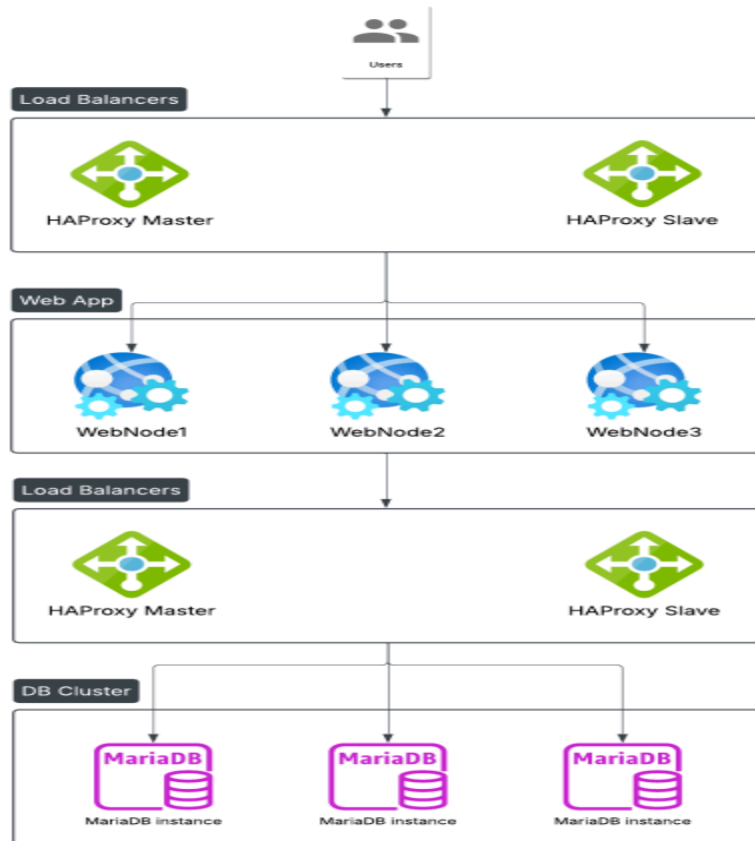 Users
Load Balancers
HAProxy Master
HAProxy Slave
Web App
WebNode1
WebNode2
WebNode3
Load Balancers
HAProxy Master
HAProxy Slave
DB Cluster
MariaDB
MariaDB
MariaDB
MariaDB instance
MariaDB instance
MariaDB instance